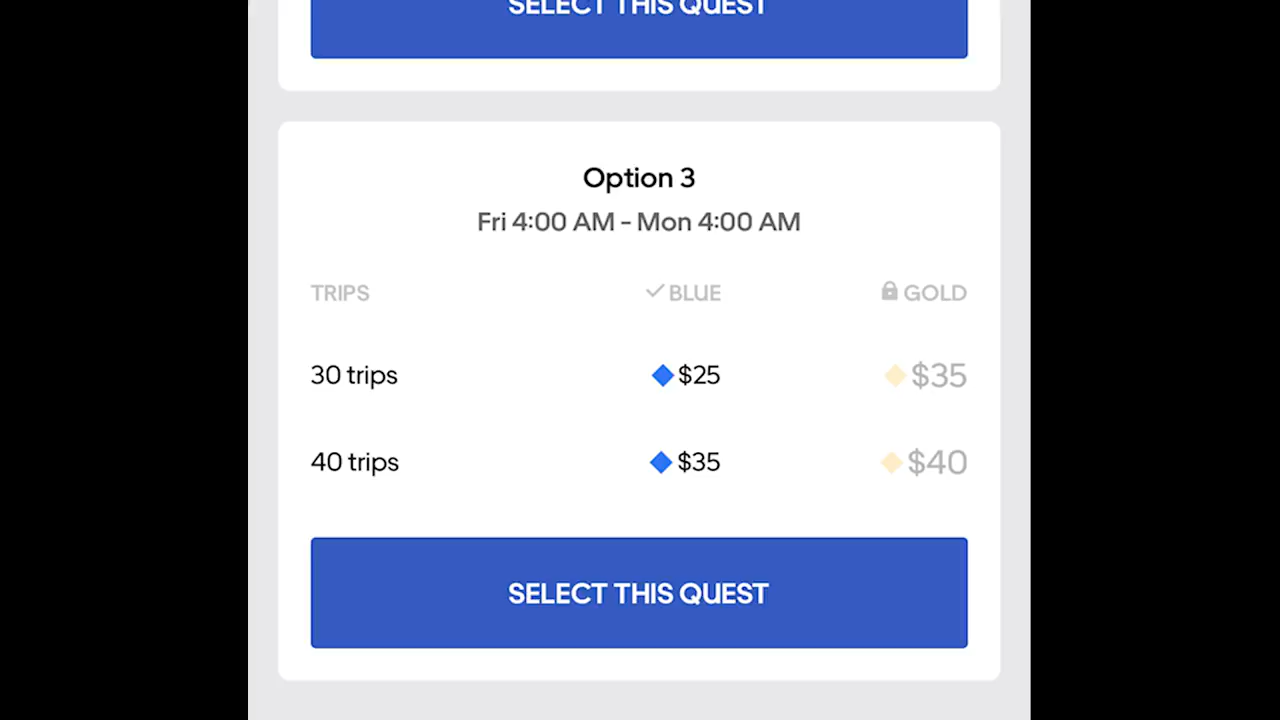 SELECT THIS QUEST
Option 3
Fri 4:00 AM - Mon 4:00 AM
TRIPS BLUE GOLD
30 trips $25 $35
40 trips $35 $40
SELECT THIS QUEST